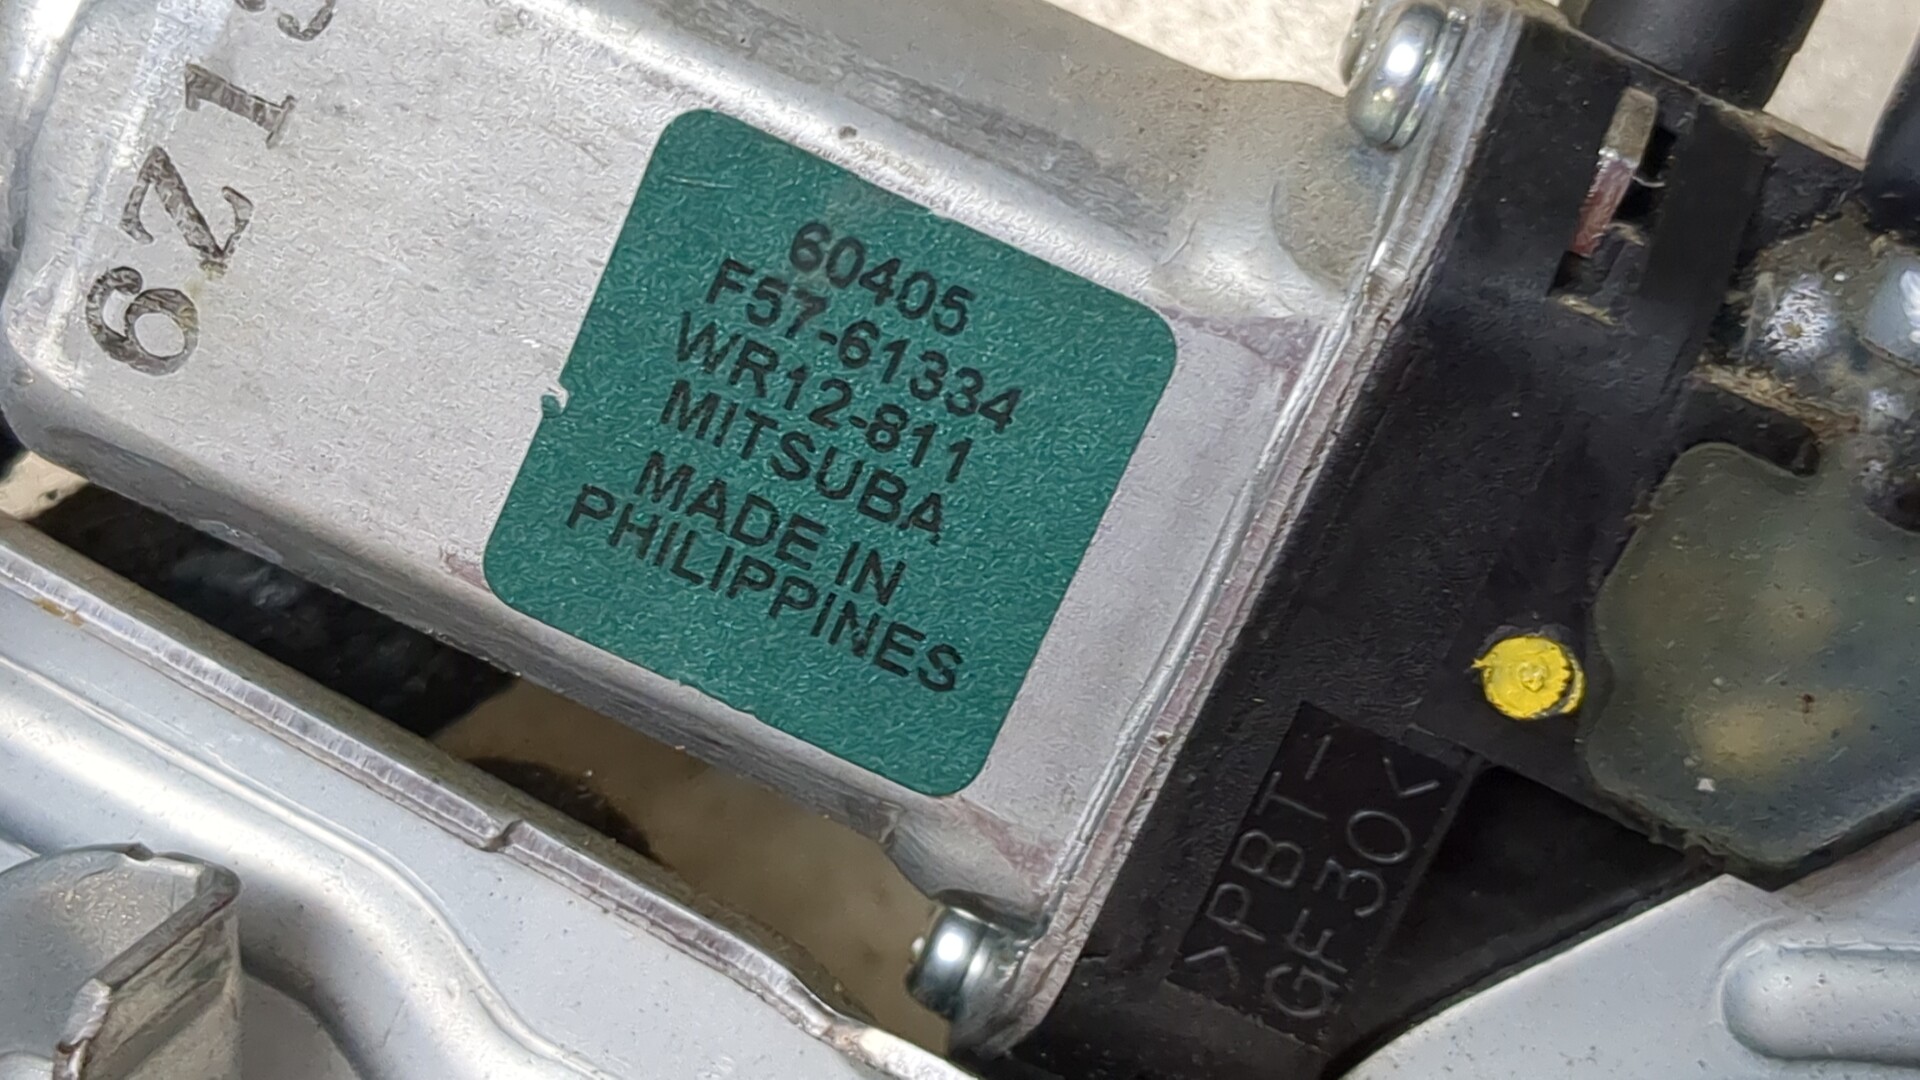 60405
F57-61334
WR12-811
MITSUBA
MADE IN
PHILIPPINES
>PBT-
GF30<